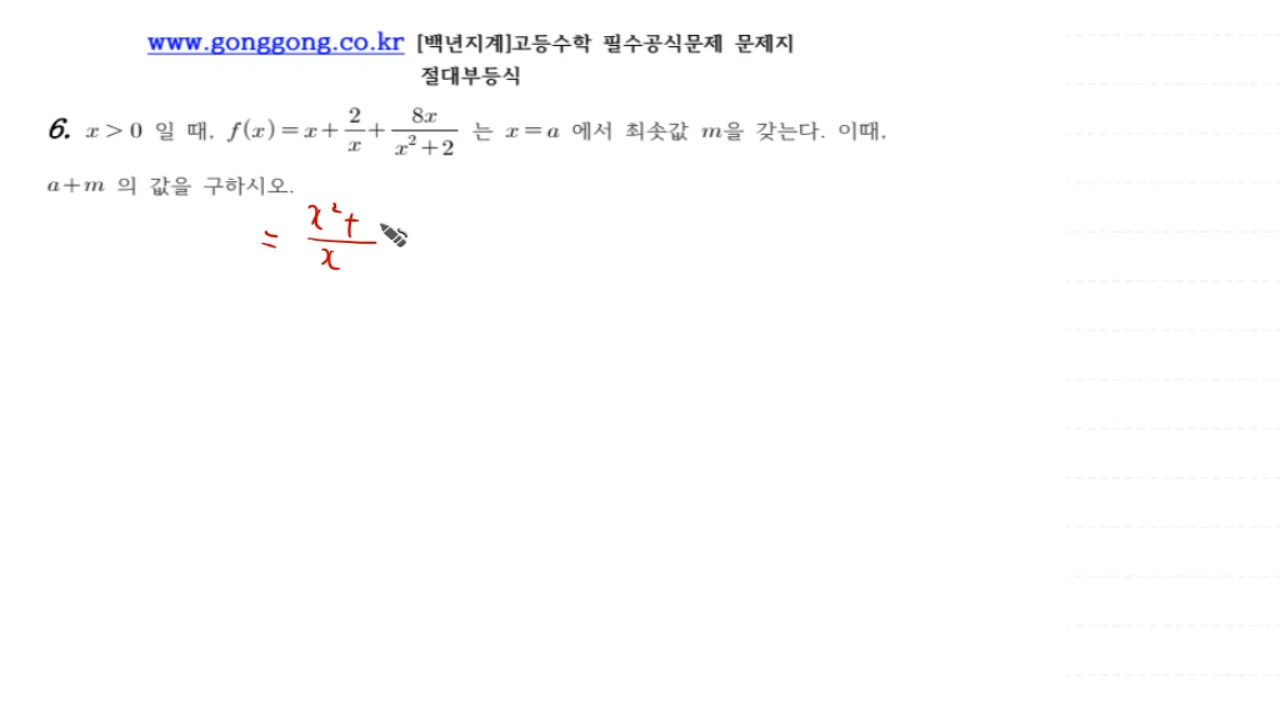 www.gonggong.co.kr [백년지계]고등수학 필수공식문제 문제지
절대부등식
6. x > 0 일 때, f(x) = x + 2/x + 8x/(x² + 2) 는 x = a 에서 최솟값 m을 갖는다. 이때,
a + m 의 값을 구하시오.
= (x² +)/x